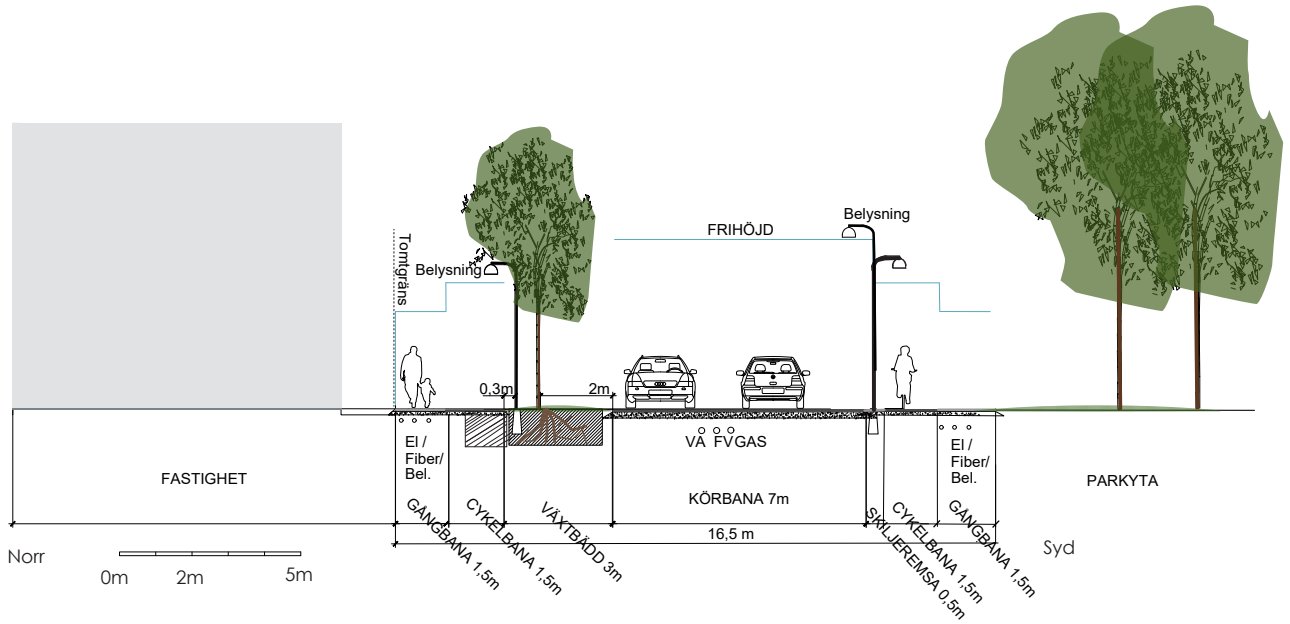 Belysning
FRIHÖJD
Tomtgräns
Belysning
0,3m
2m
El /
Fiber/
Bel.
VA FVGAS
El /
Fiber/
Bel.
FASTIGHET
PARKYTA
KÖRBANA 7m
GÅNGBANA 1,5m
CYKELBANA 1,5m
VÄXTBÄDD 3m
SKILJEREMSA 0,5m
CYKELBANA 1,5m
GÅNGBANA 1,5m
16,5 m
Norr
Syd
0m
2m
5m